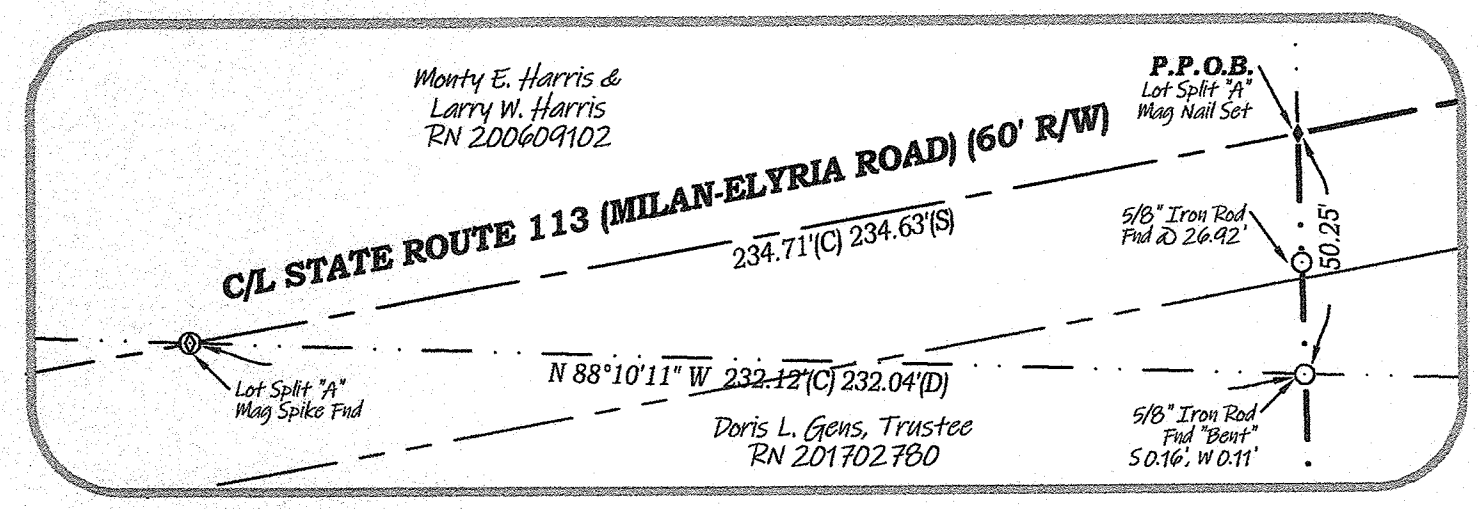 Monty E. Harris &
Larry W. Harris
RN 200609102
P.P.O.B.
Lot Split "A"
Mag Nail Set
C/L STATE ROUTE 113 (MILAN-ELYRIA ROAD) (60' R/W)
234.71'(C) 234.63'(S)
5/8" Iron Rod
Fnd @ 26.92'
50.25'
Lot Split "A"
Mag Spike Fnd
N 88°10'11" W 232.12'(C) 232.04'(D)
Doris L. Gens, Trustee
RN 201702780
5/8" Iron Rod
Fnd "Bent"
S 0.16', W 0.11'